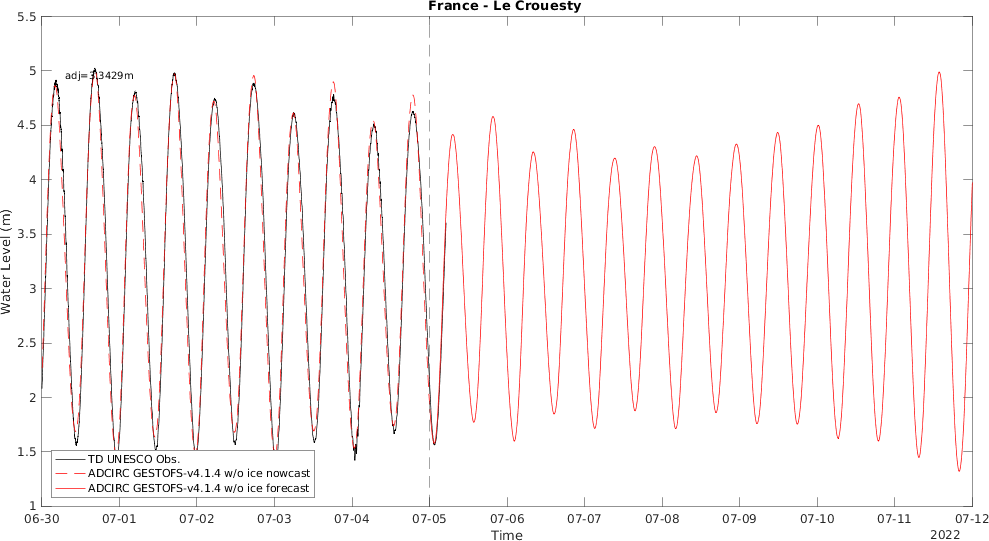 France - Le Crouesty
5.5
5
adj=3.3429m
4.5
4
3.5
3
2.5
2
1.5
1
Water Level (m)
TD UNESCO Obs.
ADCIRC GESTOFS-v4.1.4 w/o ice nowcast
ADCIRC GESTOFS-v4.1.4 w/o ice forecast
06-30 07-01 07-02 07-03 07-04 07-05 07-06 07-07 07-08 07-09 07-10 07-11 07-12
Time
2022